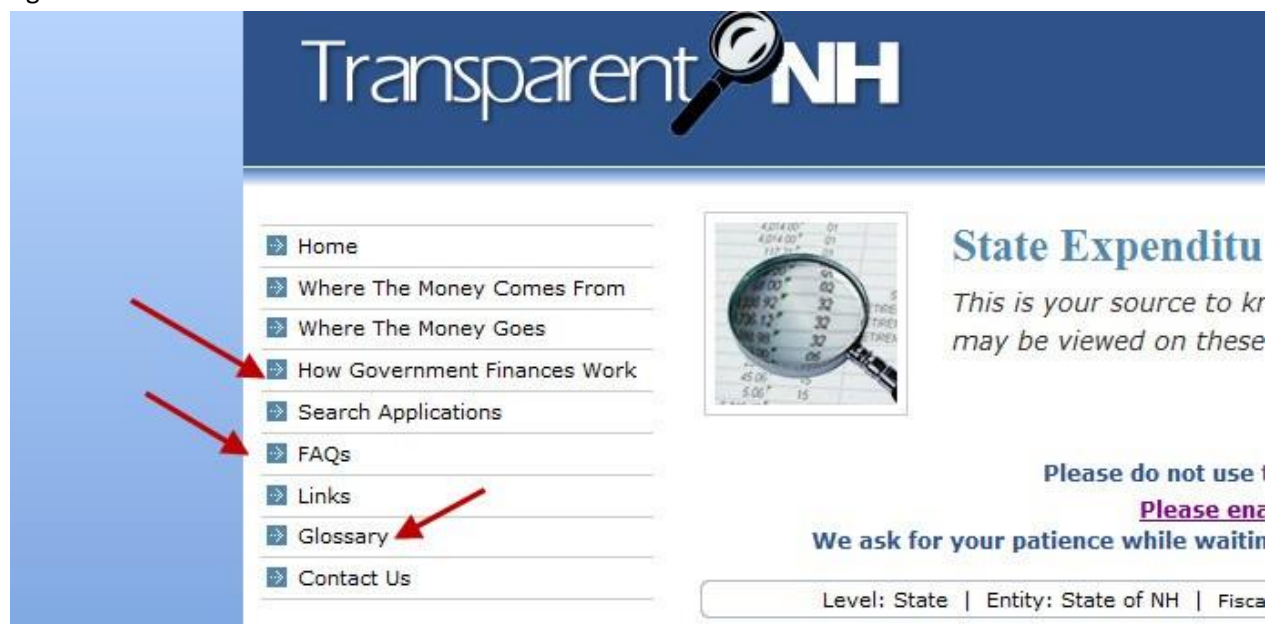 Transparent NH
Home
Where The Money Comes From
Where The Money Goes
How Government Finances Work
Search Applications
FAQs
Links
Glossary
Contact Us
State Expenditu
This is your source to kn
may be viewed on these
Please do not use t
Please ena
We ask for your patience while waitin
Level: State | Entity: State of NH | Fisca